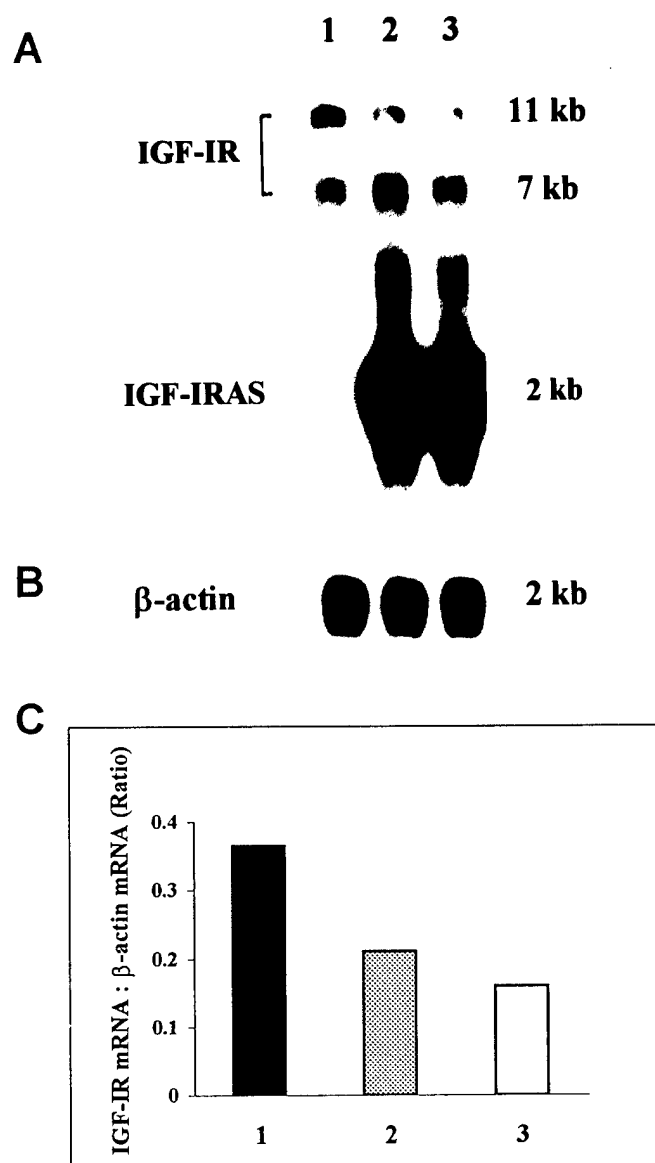 A
1 2 3
11 kb
IGF-IR
7 kb
IGF-IRAS
2 kb
B
β-actin
2 kb
C
IGF-IR mRNA : β-actin mRNA (Ratio)
0.4
0.3
0.2
0.1
0
1 2 3